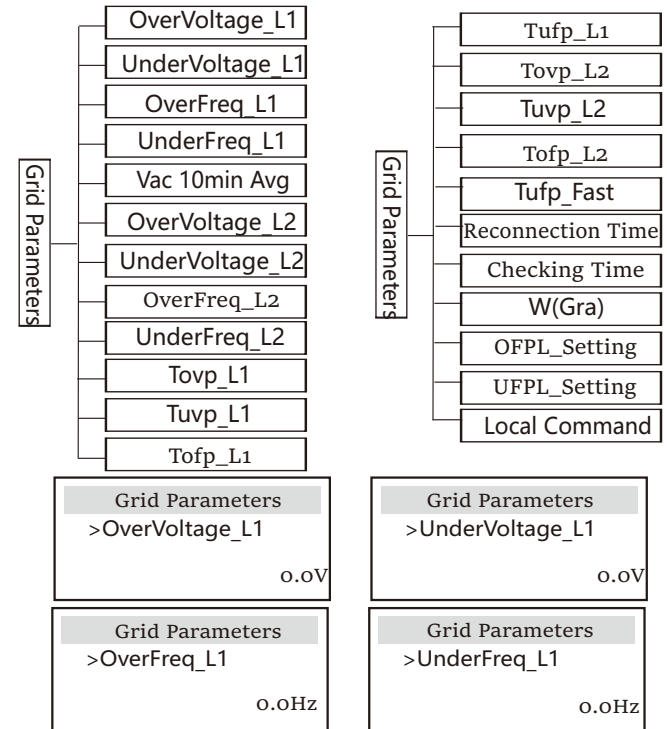 Grid Parameters
OverVoltage_L1
UnderVoltage_L1
OverFreq_L1
UnderFreq_L1
Vac 10min Avg
OverVoltage_L2
UnderVoltage_L2
OverFreq_L2
UnderFreq_L2
Tovp_L1
Tuvp_L1
Tofp_L1
Grid Parameters
Tufp_L1
Tovp_L2
Tuvp_L2
Tofp_L2
Tufp_Fast
Reconnection Time
Checking Time
W(Gra)
OFPL_Setting
UFPL_Setting
Local Command
Grid Parameters
>OverVoltage_L1
0.0V
Grid Parameters
>UnderVoltage_L1
0.0V
Grid Parameters
>OverFreq_L1
0.0Hz
Grid Parameters
>UnderFreq_L1
0.0Hz